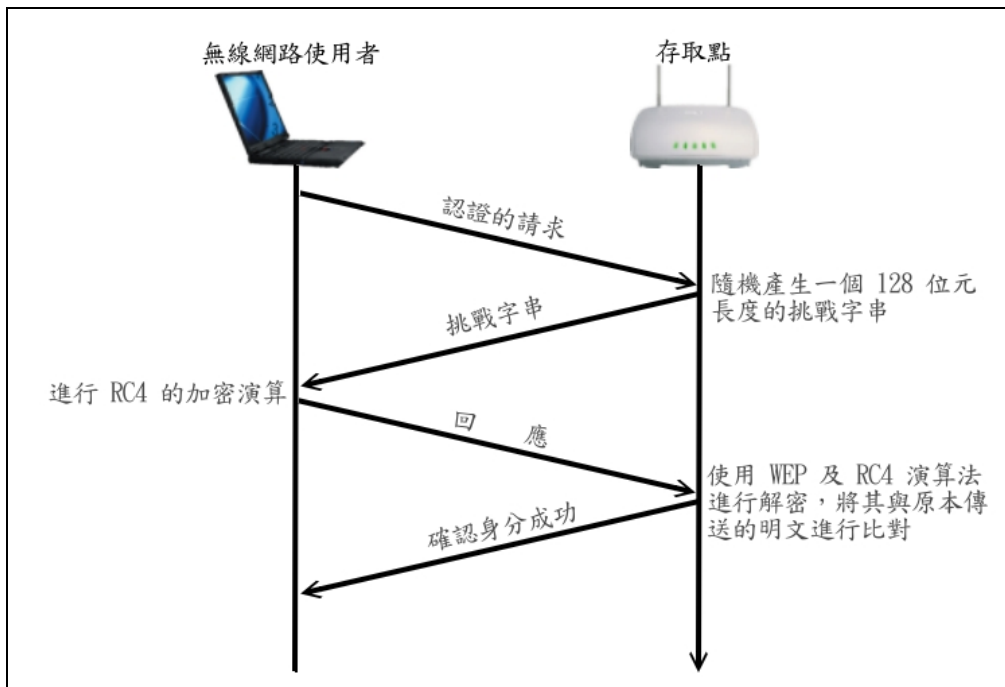 無線網路使用者
存取點
認證的請求
隨機產生一個 128 位元
長度的挑戰字串
挑戰字串
進行 RC4 的加密演算
回應
使用 WEP 及 RC4 演算法
進行解密，將其與原本傳
送的明文進行比對
確認身分成功